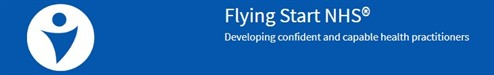 Flying Start NHS®
Developing confident and capable health practitioners